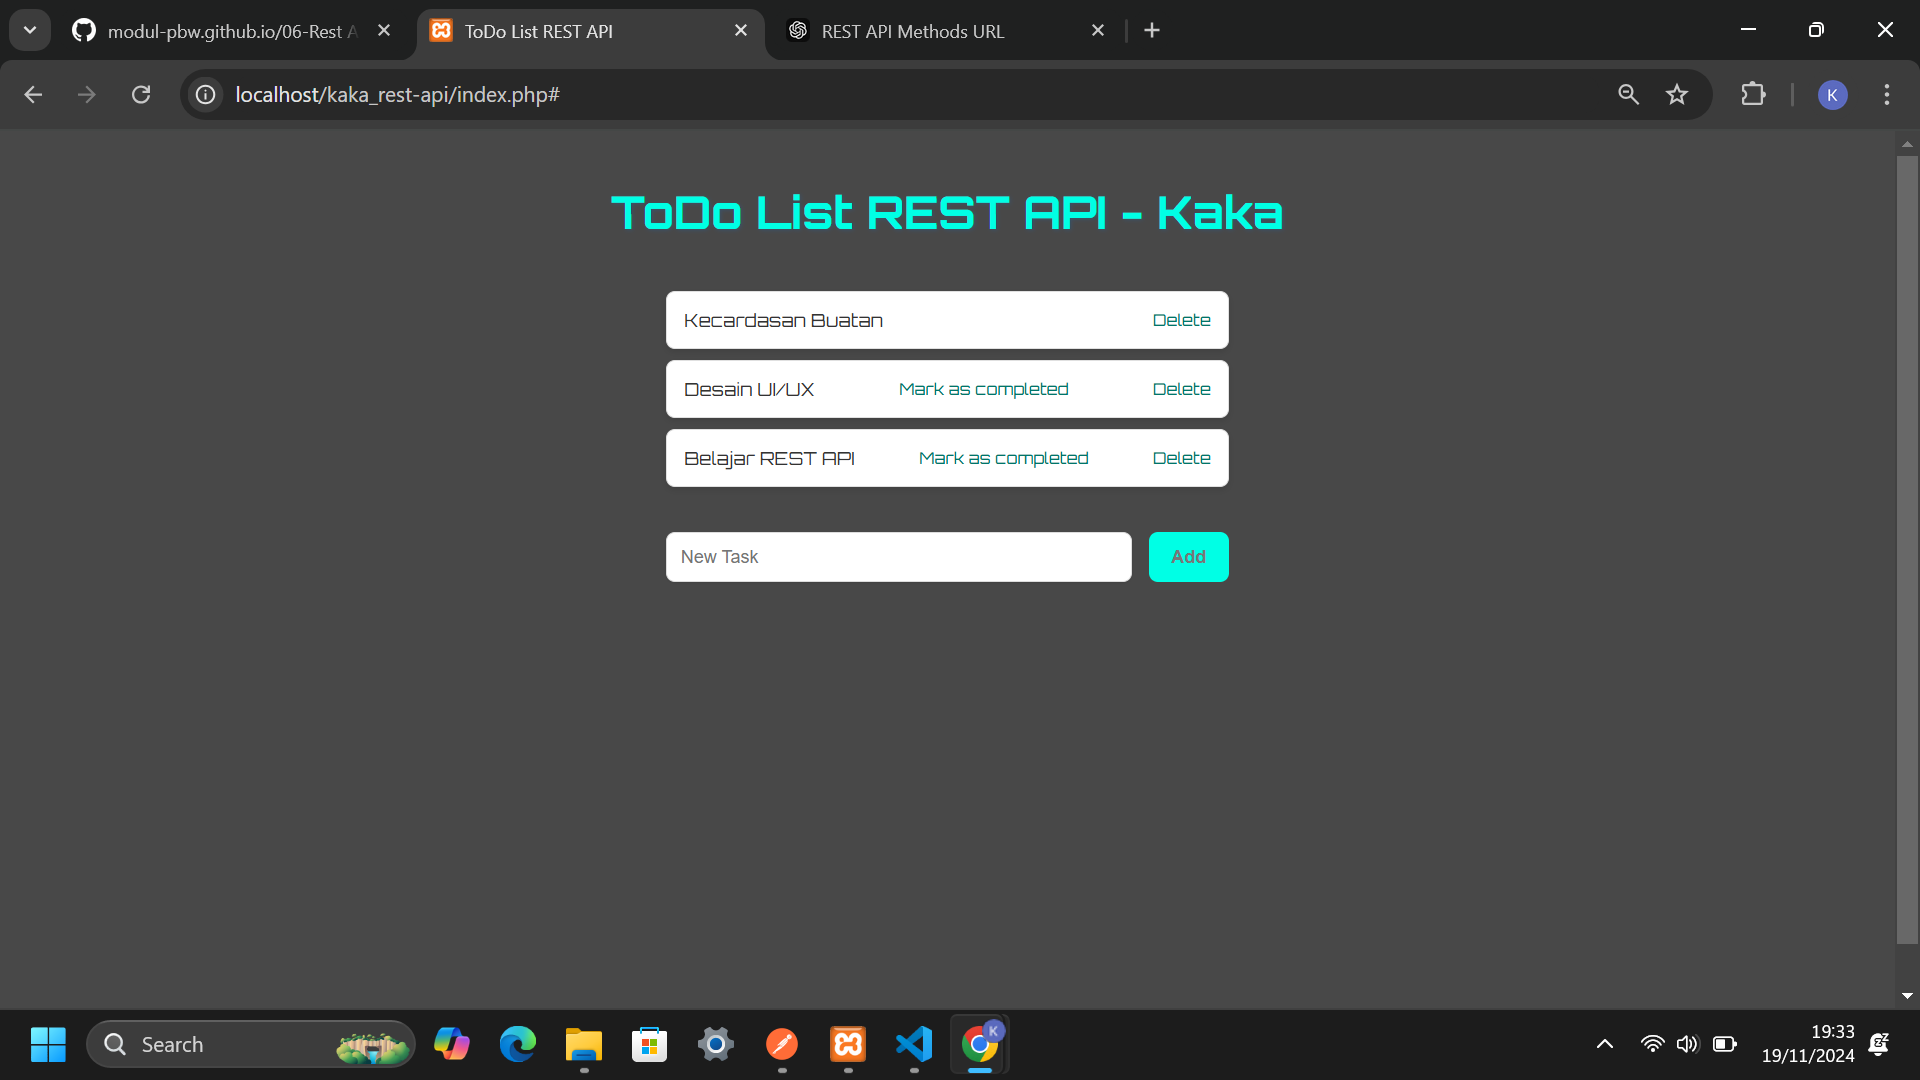 modul-pbw.github.io/06-Rest A
ToDo List REST API
REST API Methods URL
localhost/kaka_rest-api/index.php#
K
ToDo List REST API - Kaka
Kecardasan Buatan Delete
Desain UI/UX Mark as completed Delete
Belajar REST API Mark as completed Delete
New Task Add
Search
K
19:33
19/11/2024